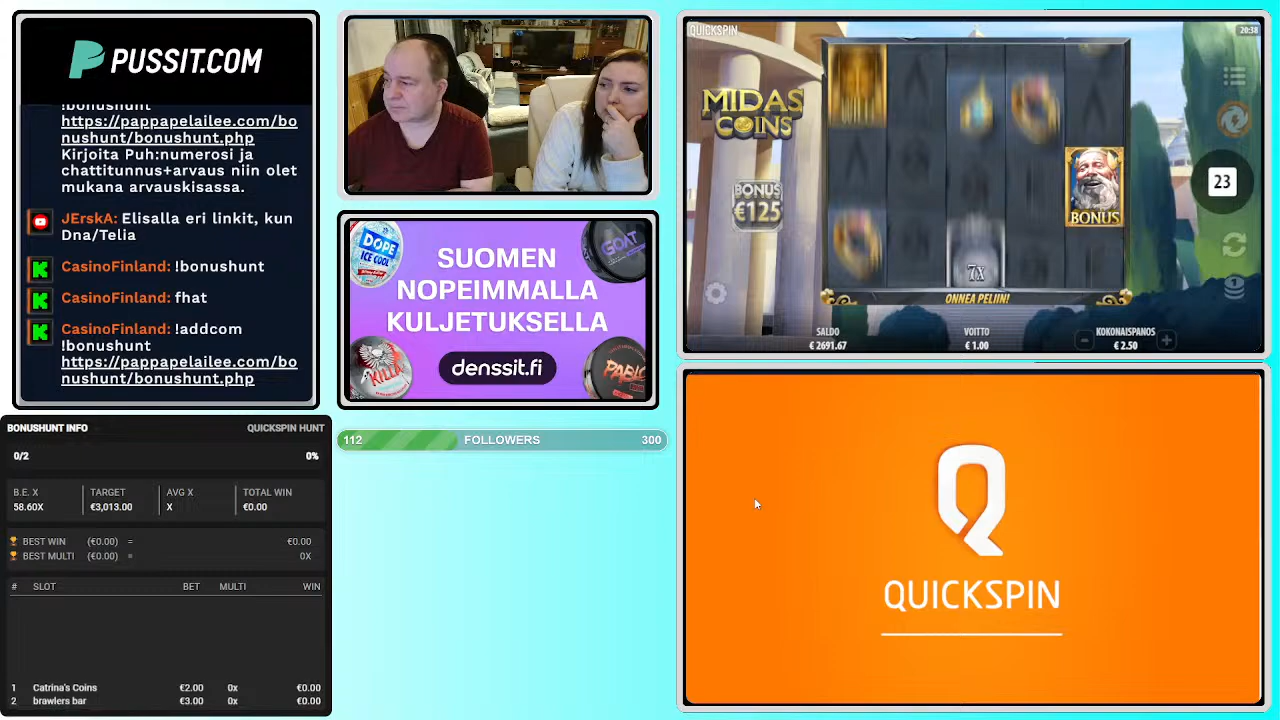 PUSSIT.COM
!bonushunt
https://pappapelailee.com/bo
nushunt/bonushunt.php
Kirjoita Puh:numerosi ja
chattitunnus+arvaus niin olet
mukana arvauskisassa.
JErskA: Elisalla eri linkit, kun
Dna/Telia
CasinoFinland: !bonushunt
CasinoFinland: fhat
CasinoFinland: !addcom
!bonushunt
https://pappapelailee.com/bo
nushunt/bonushunt.php
SUOMEN
NOPEIMMALLA
KULJETUKSELLA
denssit.fi
DOPE
ICE COOL
GOAT
KILLA
PABLO
112 FOLLOWERS 300
QUICKSPIN
20:38
MIDAS
COINS
BONUS
€125
BONUS
7X
23
ONNEA PELIIN!
SALDO
€ 2691.67
VOITTO
€ 1.00
KOKONAISPANOS
€ 2.50
QUICKSPIN
BONUSHUNT INFO QUICKSPIN HUNT
0/2 0%
B.E. X TARGET AVG X TOTAL WIN
58.60X €3,013.00 X €0.00
BEST WIN (€0.00) = €0.00
BEST MULTI (€0.00) = 0X
# SLOT BET MULTI WIN
1 Catrina's Coins €2.00 0x €0.00
2 brawlers bar €3.00 0x €0.00